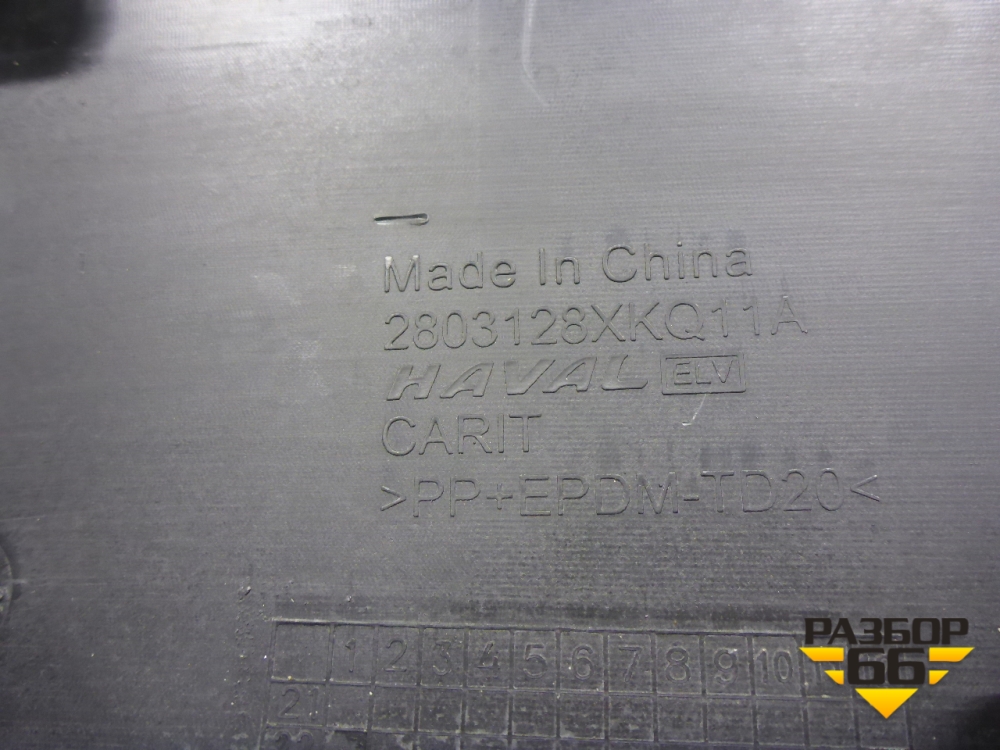 Made In China
2803128XKQ11A
HAVAL ELV
CARIT
>PP+EPDM-TD20<
1 2 3 4 5 6 7 8 9 10
21
РАЗБОР
66